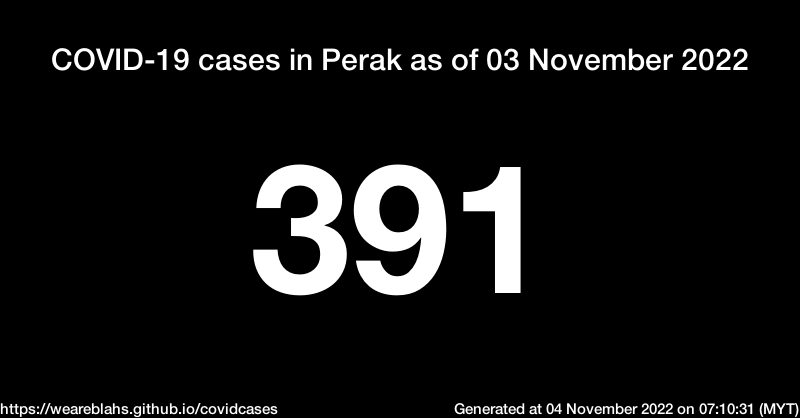 COVID-19 cases in Perak as of 03 November 2022
391
https://weareblahs.github.io/covidcases
Generated at 04 November 2022 on 07:10:31 (MYT)